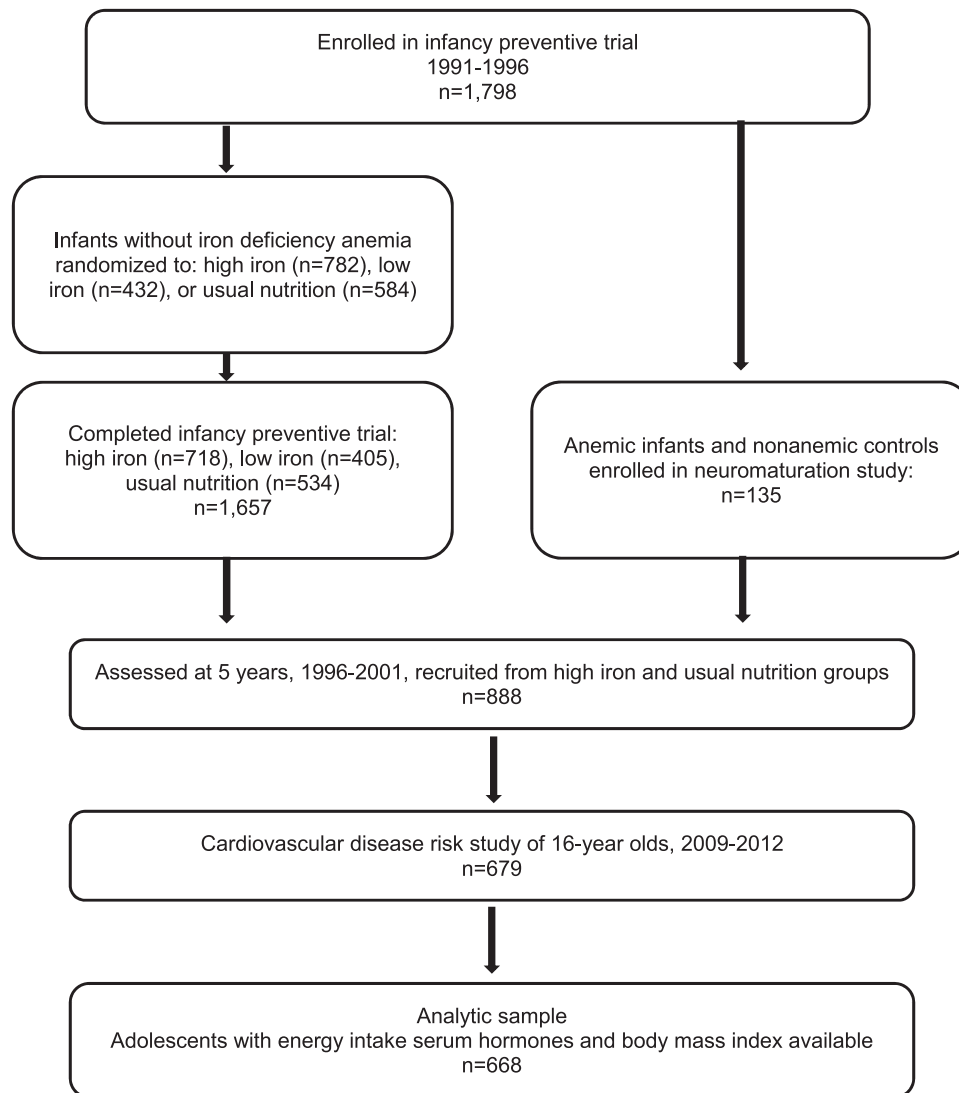 Enrolled in infancy preventive trial
1991-1996
n=1,798
Infants without iron deficiency anemia
randomized to: high iron (n=782), low
iron (n=432), or usual nutrition (n=584)
Completed infancy preventive trial:
high iron (n=718), low iron (n=405),
usual nutrition (n=534)
n=1,657
Anemic infants and nonanemic controls
enrolled in neuromaturation study:
n=135
Assessed at 5 years, 1996-2001, recruited from high iron and usual nutrition groups
n=888
Cardiovascular disease risk study of 16-year olds, 2009-2012
n=679
Analytic sample
Adolescents with energy intake serum hormones and body mass index available
n=668